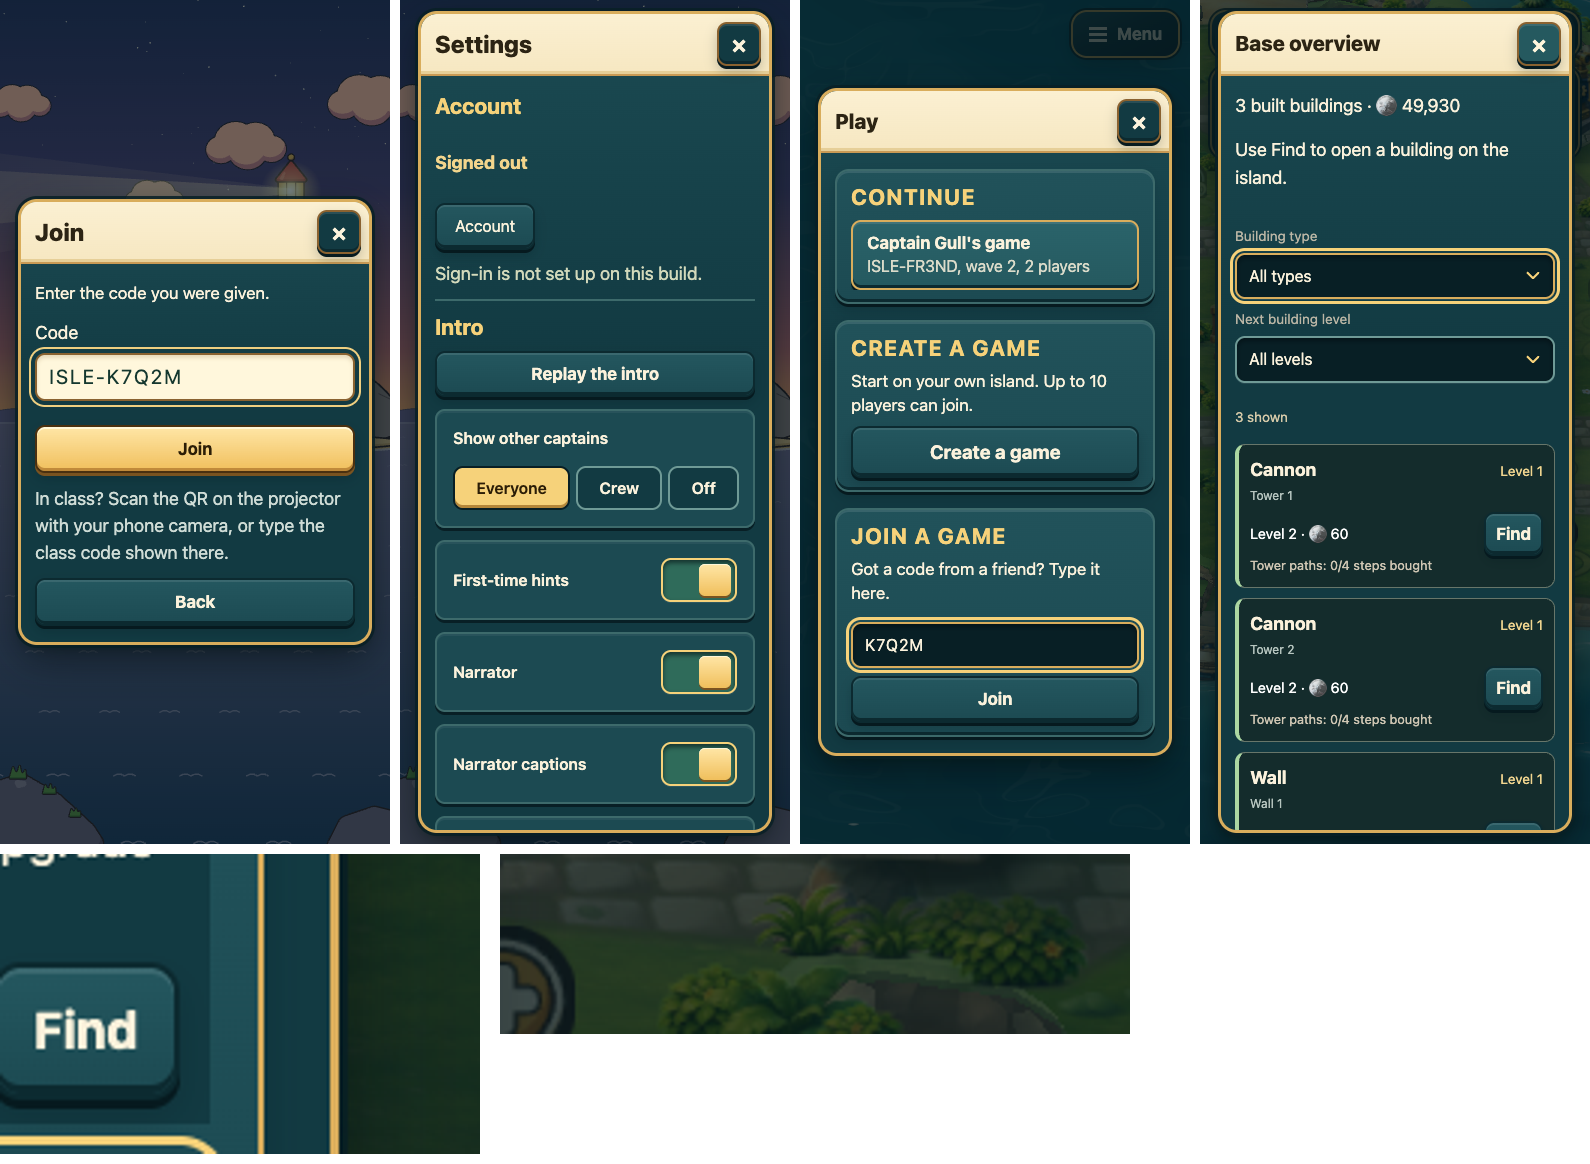 Join
Enter the code you were given.
Code
ISLE-K7Q2M
Join
In class? Scan the QR on the projector
with your phone camera, or type the
class code shown there.
Back
Settings
Account
Signed out
Account
Sign-in is not set up on this build.
Intro
Replay the intro
Show other captains
Everyone
Crew
Off
First-time hints
Narrator
Narrator captions
Menu
Play
CONTINUE
Captain Gull's game
ISLE-FR3ND, wave 2, 2 players
CREATE A GAME
Start on your own island. Up to 10
players can join.
Create a game
JOIN A GAME
Got a code from a friend? Type it
here.
K7Q2M
Join
Base overview
3 built buildings · 49,930
Use Find to open a building on the
island.
Building type
All types
Next building level
All levels
3 shown
Cannon
Level 1
Tower 1
Level 2 · 60
Find
Tower paths: 0/4 steps bought
Cannon
Level 1
Tower 2
Level 2 · 60
Find
Tower paths: 0/4 steps bought
Wall
Level 1
Wall 1
Find